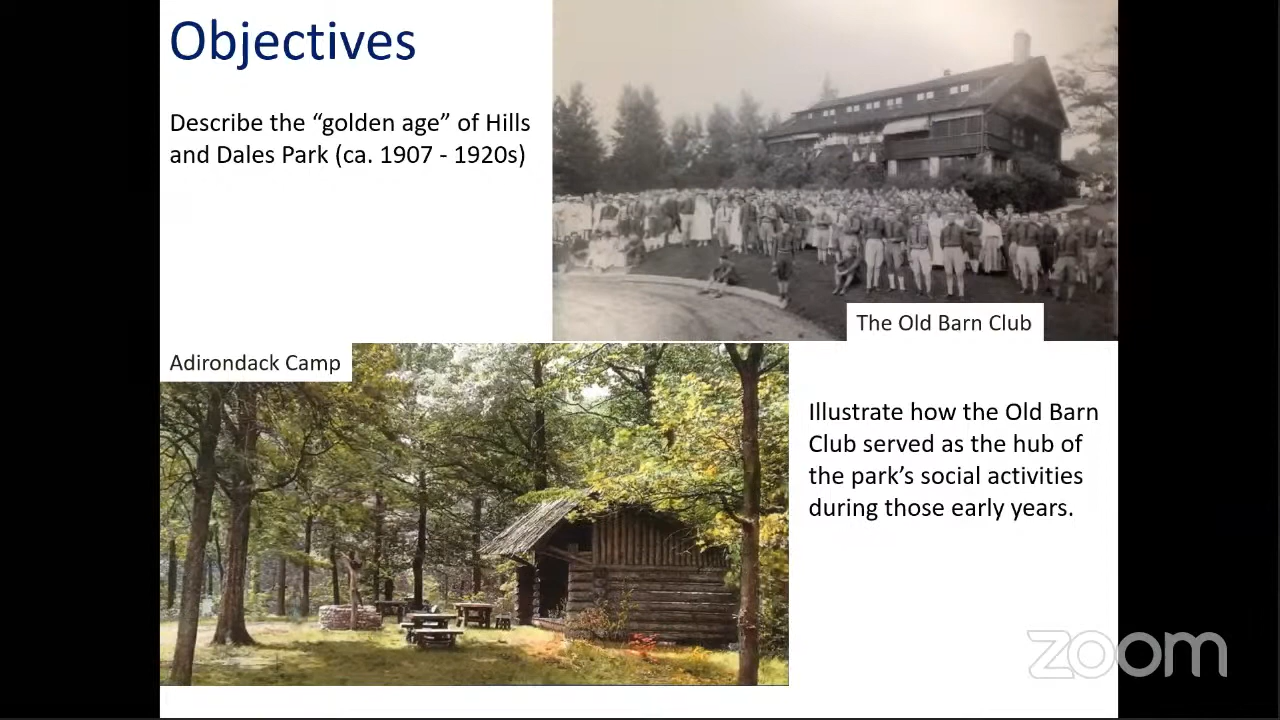 Objectives
Describe the “golden age” of Hills
and Dales Park (ca. 1907 - 1920s)
The Old Barn Club
Adirondack Camp
Illustrate how the Old Barn
Club served as the hub of
the park’s social activities
during those early years.
zoom